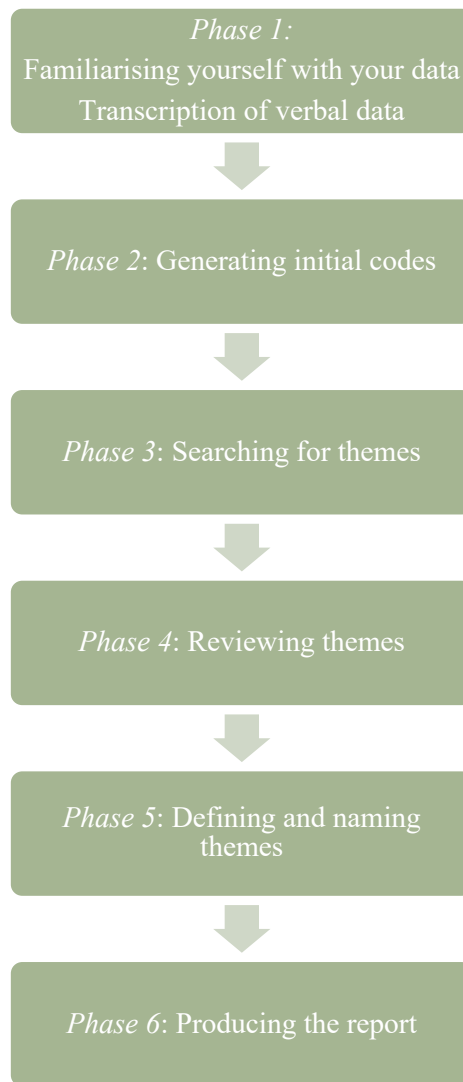 Phase 1:
Familiarising yourself with your data
Transcription of verbal data
Phase 2: Generating initial codes
Phase 3: Searching for themes
Phase 4: Reviewing themes
Phase 5: Defining and naming
themes
Phase 6: Producing the report